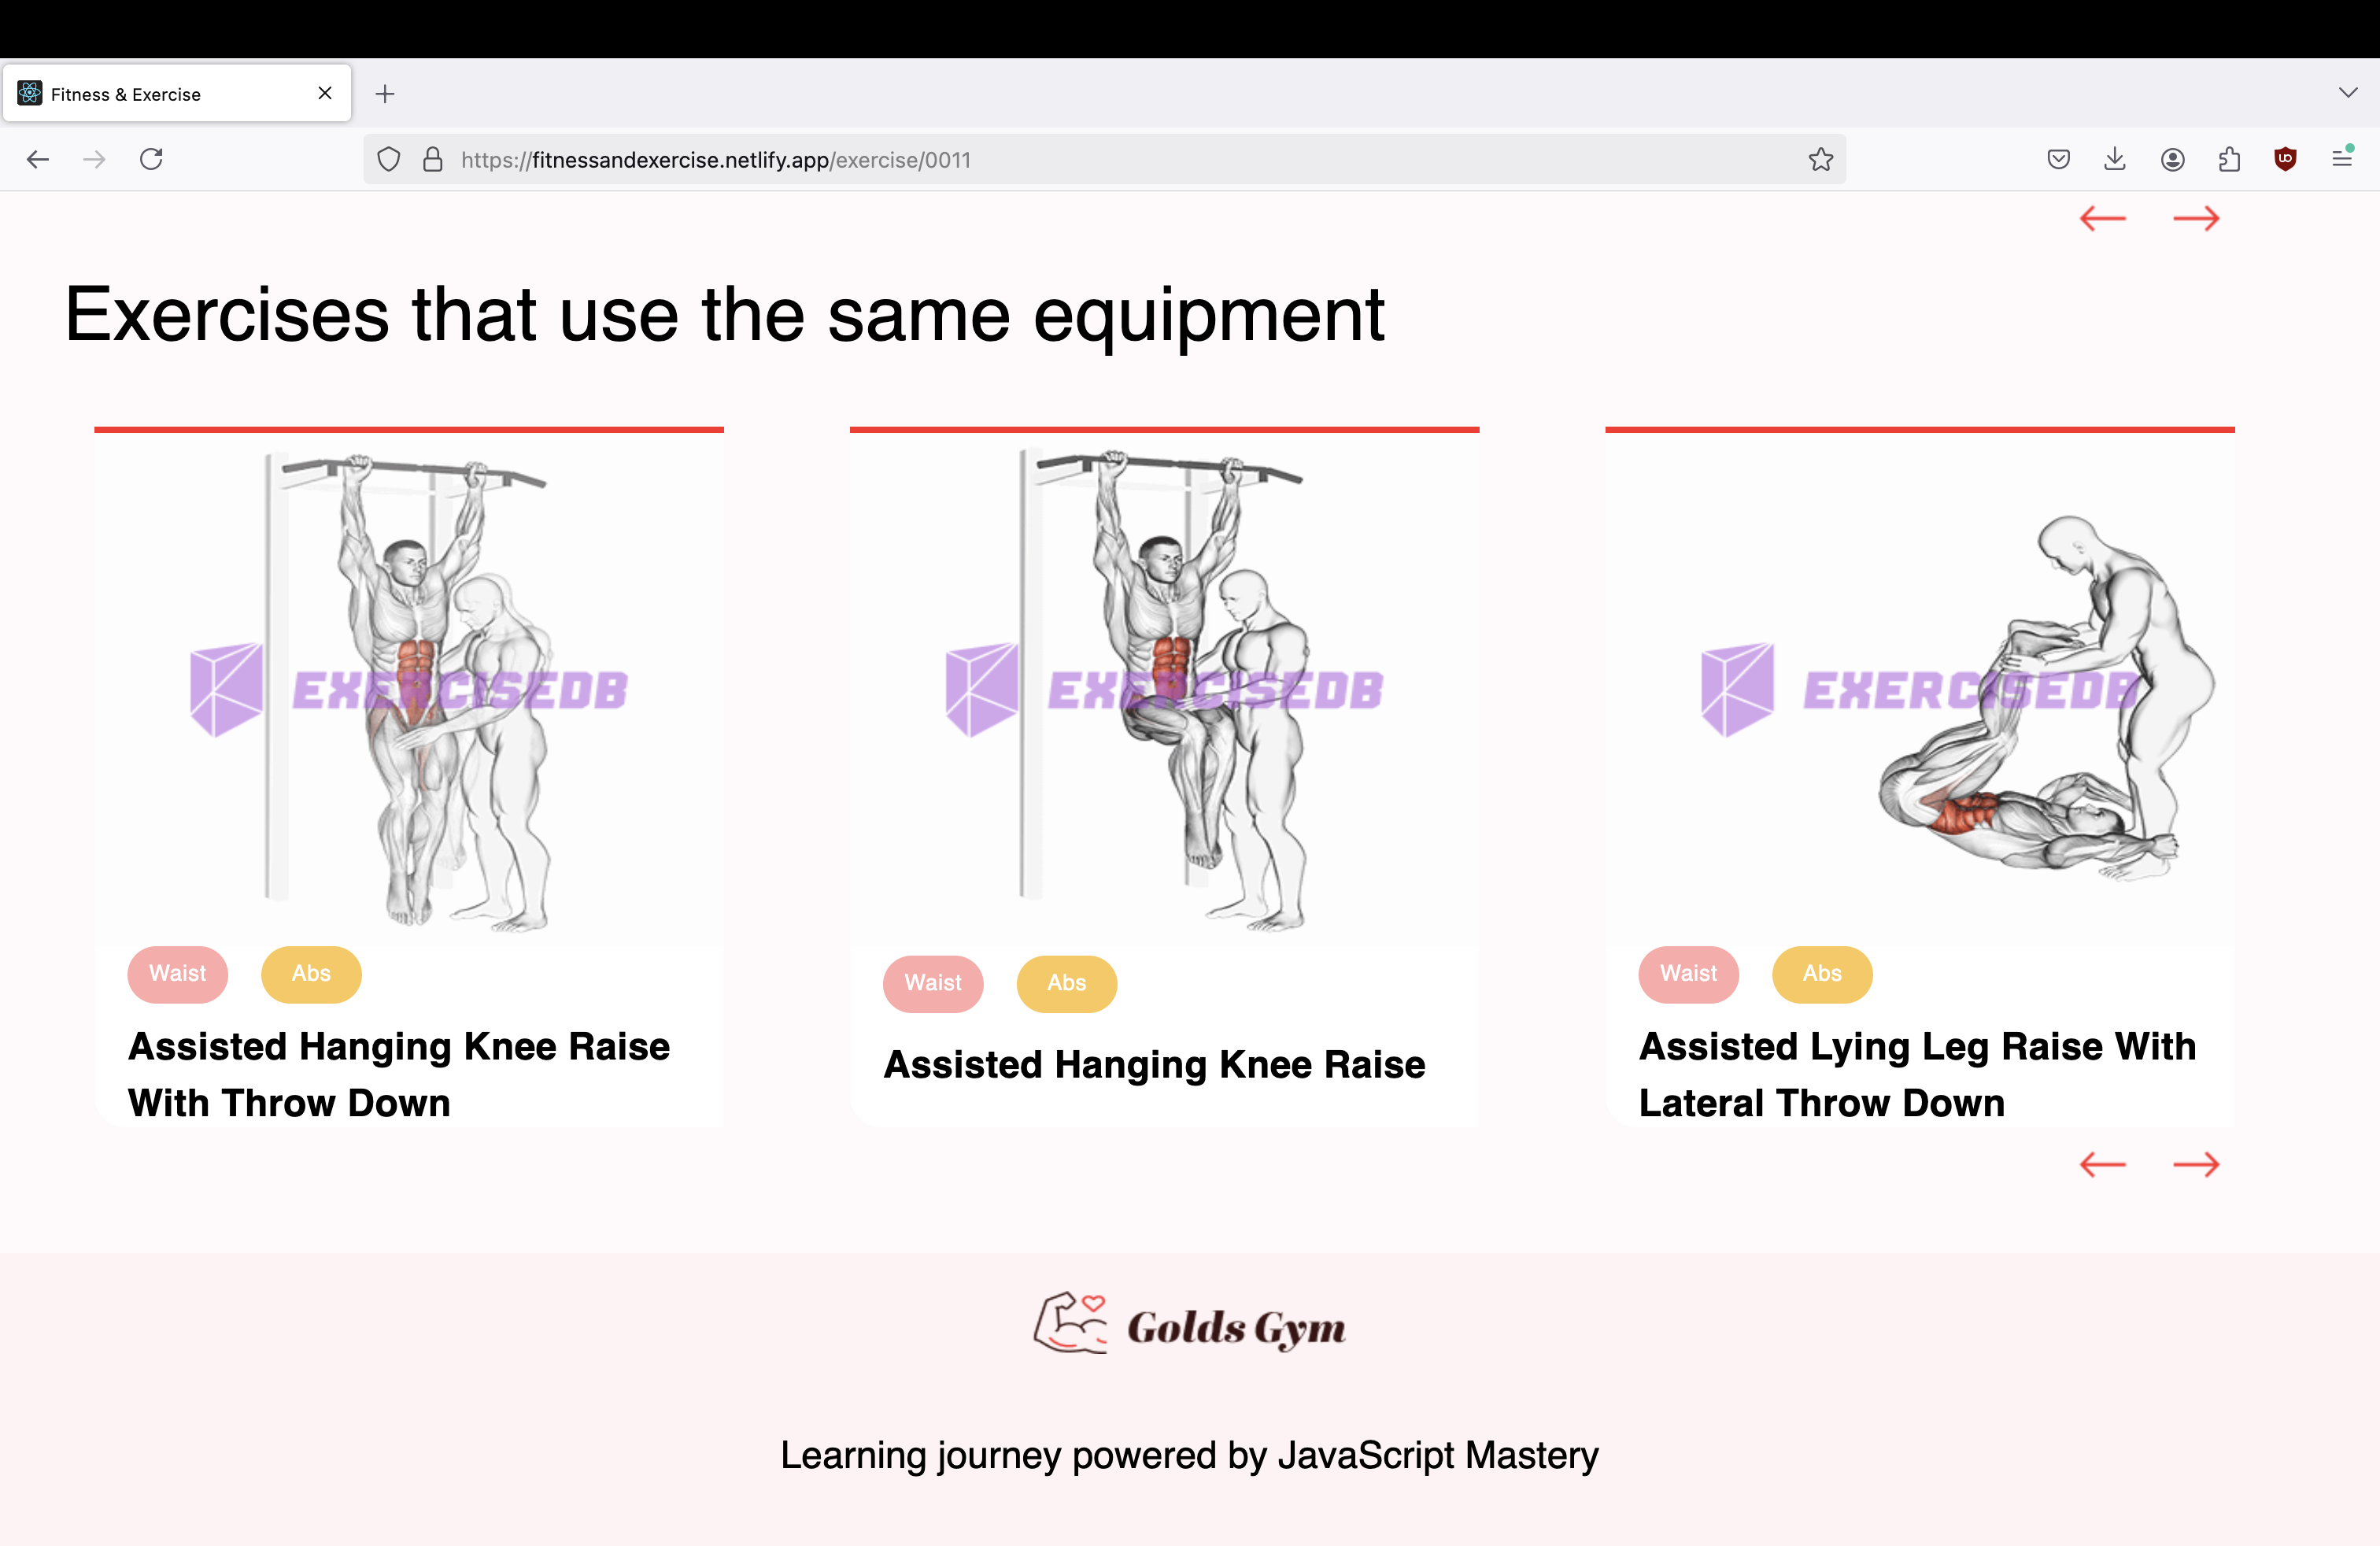 Fitness & Exercise
https://fitnessandexercise.netlify.app/exercise/0011
Exercises that use the same equipment
EXERCISEDB
EXERCISEDB
EXERCISEDB
Waist
Abs
Waist
Abs
Waist
Abs
Assisted Hanging Knee Raise
With Throw Down
Assisted Hanging Knee Raise
Assisted Lying Leg Raise With
Lateral Throw Down
Golds Gym
Learning journey powered by JavaScript Mastery